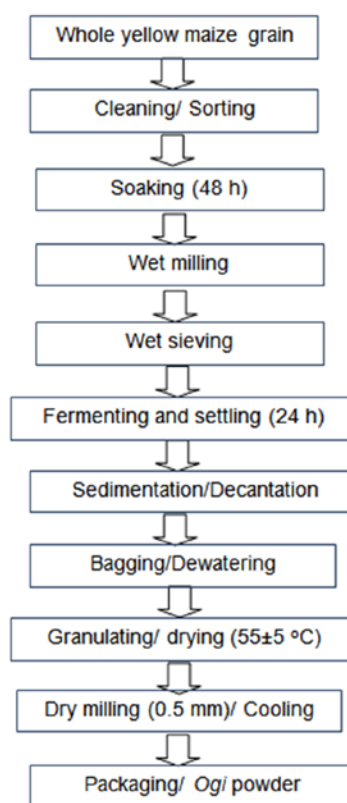 Whole yellow maize grain
Cleaning/ Sorting
Soaking (48 h)
Wet milling
Wet sieving
Fermenting and settling (24 h)
Sedimentation/Decantation
Bagging/Dewatering
Granulating/ drying (55±5 ᵒC)
Dry milling (0.5 mm)/ Cooling
Packaging/ Ogi powder